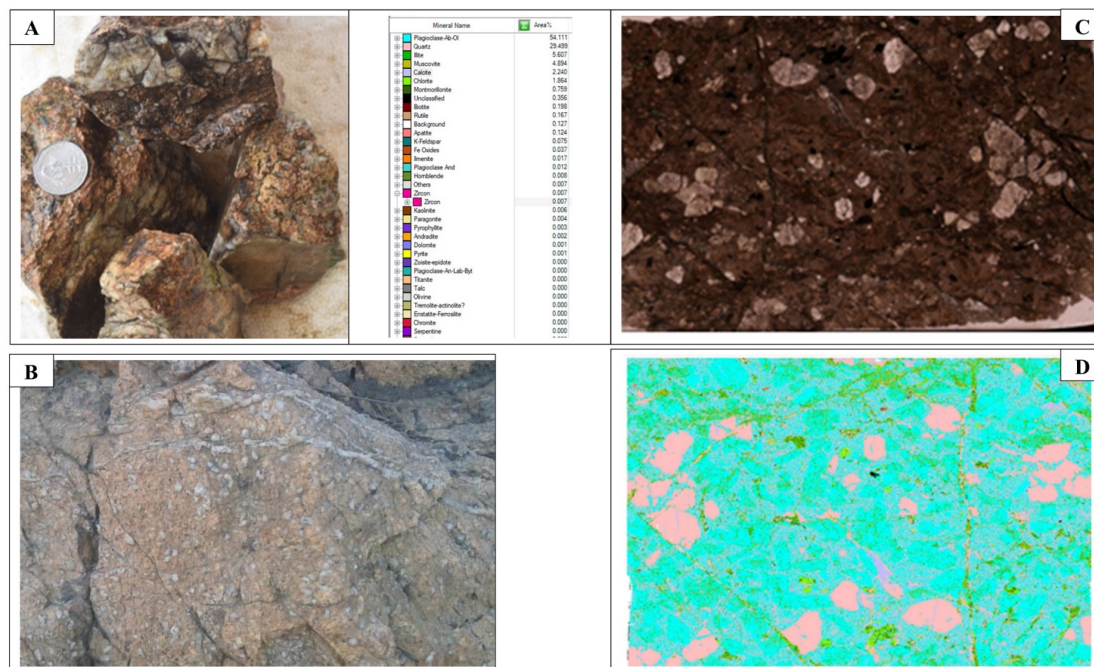 A
Mineral Name Area%
Plagioclase-Ab-Ol 54.111
Quartz 29.499
Illite 5.607
Muscovite 4.894
Calcite 2.240
Chlorite 1.864
Montmorillonite 0.759
Unclassified 0.356
Biotite 0.198
Rutile 0.167
Background 0.127
Apatite 0.124
K-Feldspar 0.075
Fe Oxides 0.037
Ilmenite 0.017
Plagioclase And 0.012
Hornblende 0.008
Others 0.007
Zircon 0.007
Zircon 0.007
Kaolinite 0.006
Paragonite 0.004
Pyrophyllite 0.003
Andradite 0.002
Dolomite 0.001
Pyrite 0.001
Zoisite-epidote 0.000
Plagioclase-An-Lab-Byt 0.000
Titanite 0.000
Talc 0.000
Olivine 0.000
Tremolite-actinolite? 0.000
Enstatite-Ferrosilite 0.000
Chromite 0.000
Serpentine
C
B
D